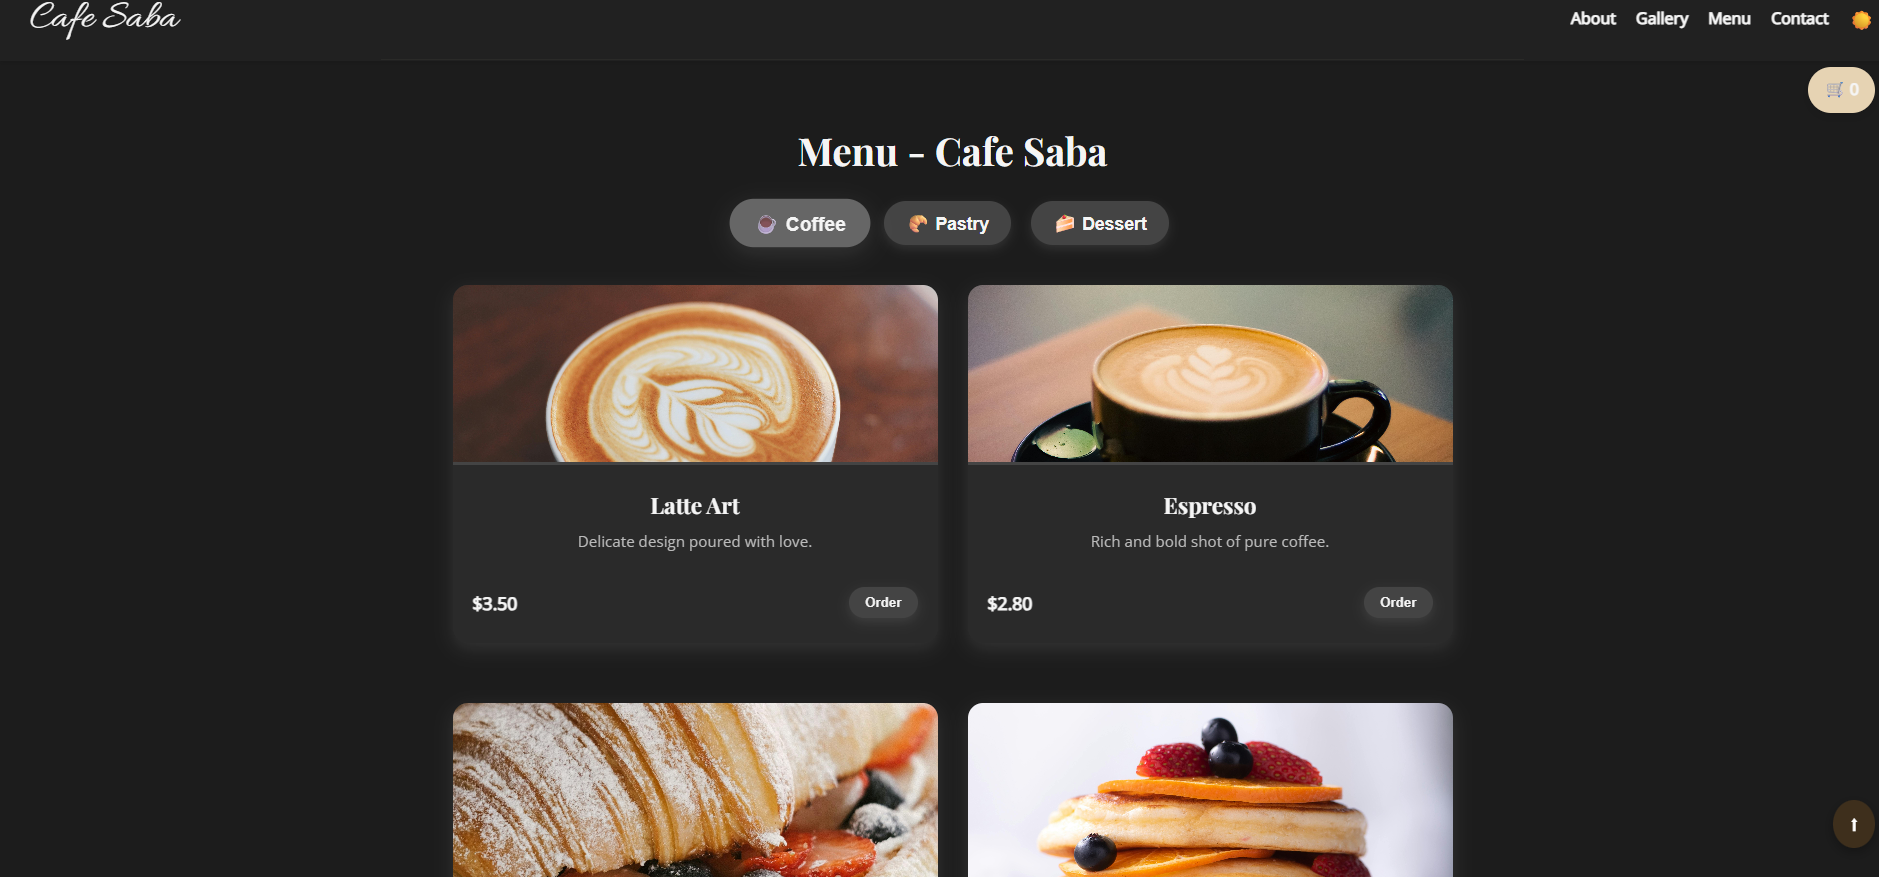 Cafe Saba
About Gallery Menu Contact
0
Menu - Cafe Saba
Coffee Pastry Dessert
Latte Art
Delicate design poured with love.
$3.50 Order
Espresso
Rich and bold shot of pure coffee.
$2.80 Order